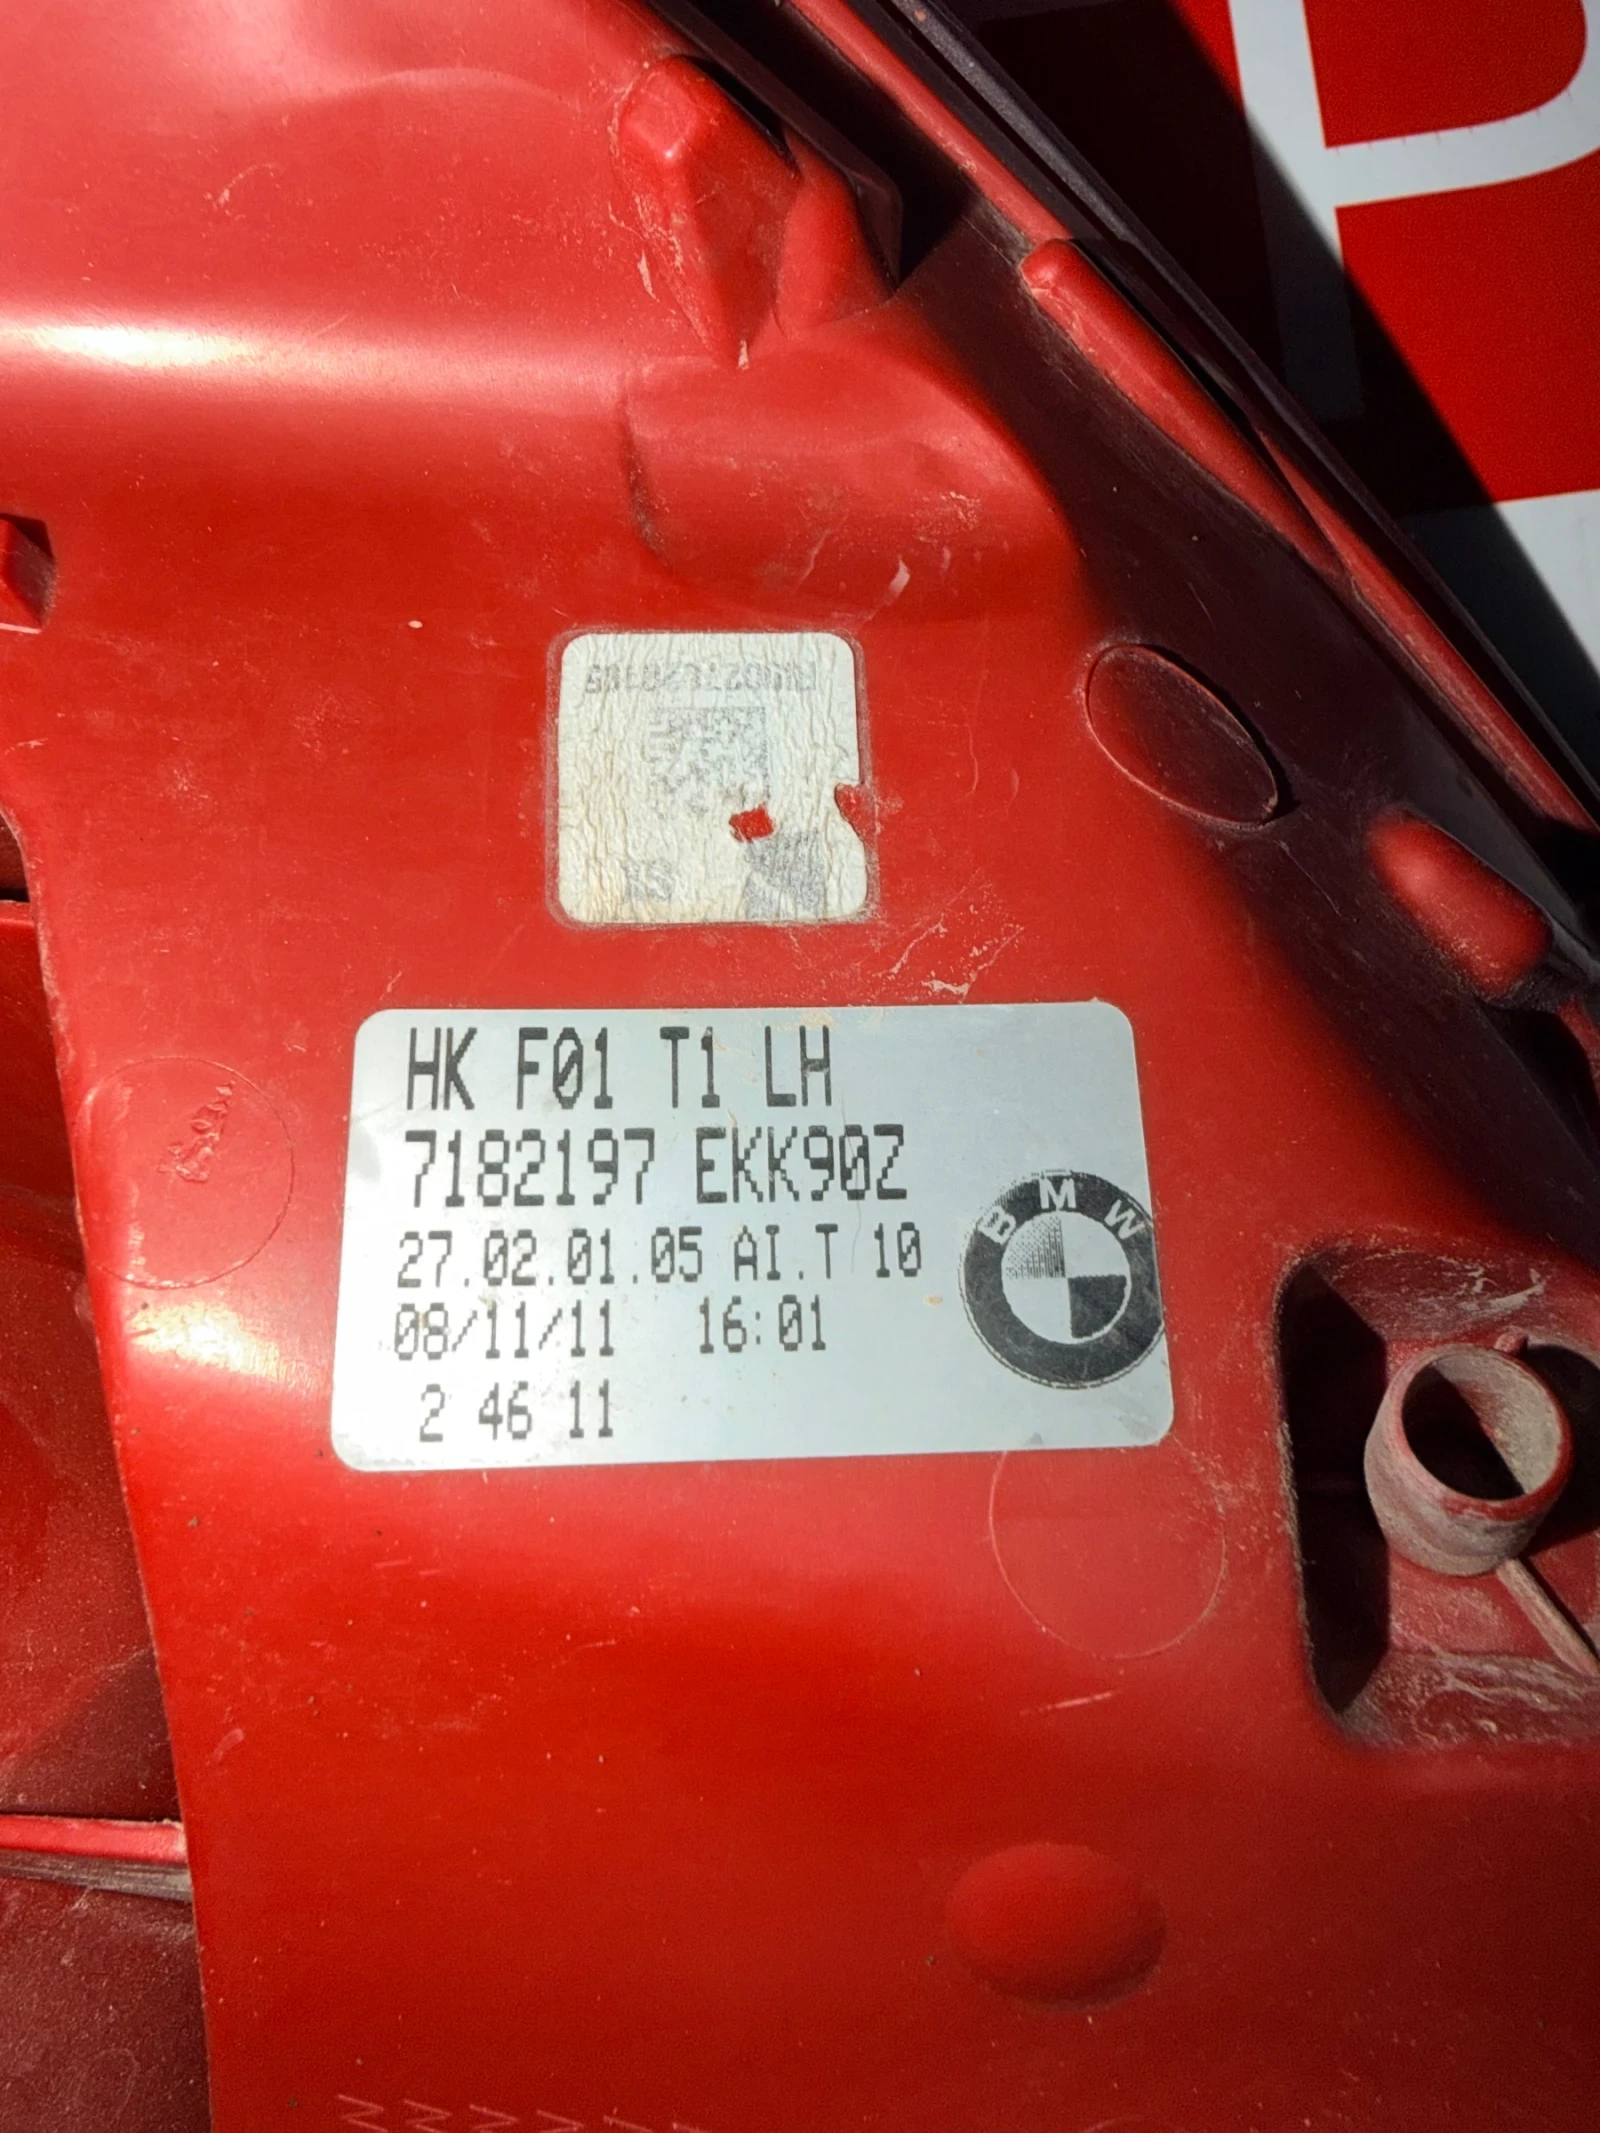 HK F01 T1 LH
7182197 EKK90Z
27.02.01.05 AI.T 10
08/11/11 16:01
2 46 11
BMW